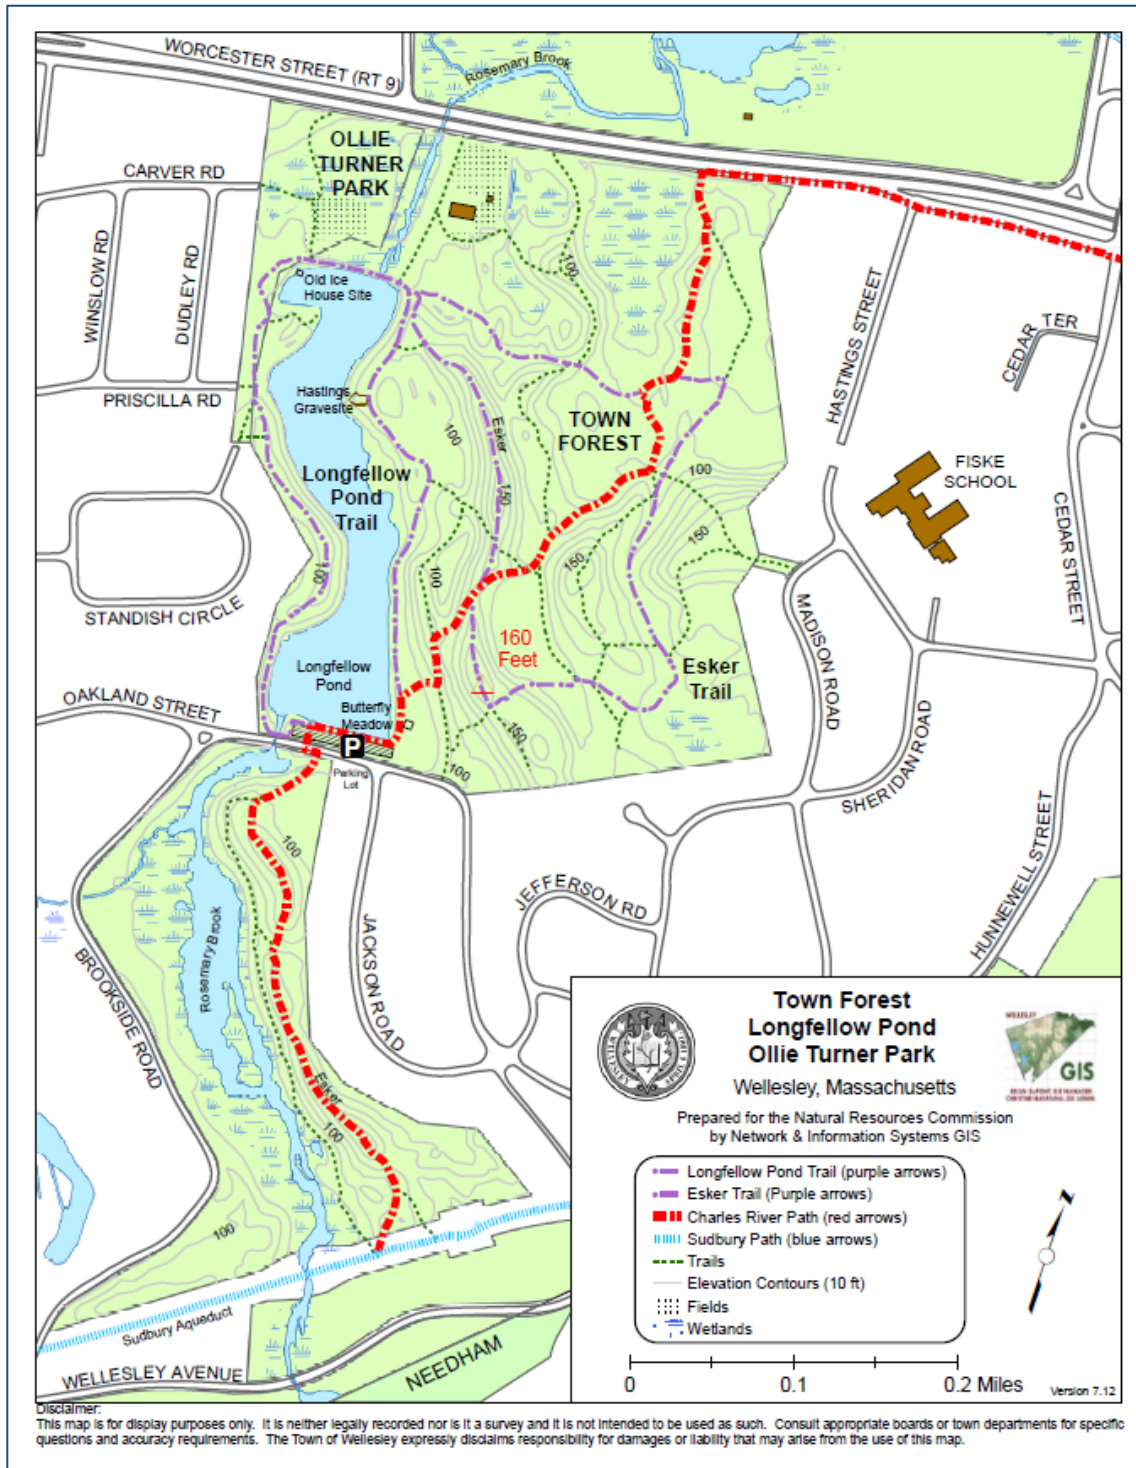 WORCESTER STREET (RT 9)
Rosemary Brook
OLLIE
TURNER
PARK
CARVER RD
WINSLOW RD
DUDLEY RD
Old Ice
House Site
100
HASTINGS STREET
CEDAR TER
PRISCILLA RD
Hastings
Gravesite
100
Esker
TOWN
FOREST
100
FISKE
SCHOOL
Longfellow
Pond
Trail
150
150
CEDAR STREET
100
100
150
STANDISH CIRCLE
MADISON ROAD
160
Feet
Longfellow
Pond
Esker
Trail
OAKLAND STREET
Butterfly
Meadow
P
Parking
Lot
150
100
SHERIDAN ROAD
HUNNEWELL STREET
100
JEFFERSON RD
JACKSON ROAD
Rosemary Brook
BROOKSIDE ROAD
Esker
100
100
Sudbury Aqueduct
WELLESLEY AVENUE
NEEDHAM
Town Forest
Longfellow Pond
Ollie Turner Park
Wellesley, Massachusetts
WELLESLEY
GIS
Prepared for the Natural Resources Commission
by Network & Information Systems GIS
Longfellow Pond Trail (purple arrows)
Esker Trail (Purple arrows)
Charles River Path (red arrows)
Sudbury Path (blue arrows)
Trails
Elevation Contours (10 ft)
Fields
Wetlands
N
0 0.1 0.2 Miles
Version 7.12
Disclaimer:
This map is for display purposes only. It is neither legally recorded nor is it a survey and it is not intended to be used as such. Consult appropriate boards or town departments for specific
questions and accuracy requirements. The Town of Wellesley expressly disclaims responsibility for damages or liability that may arise from the use of this map.